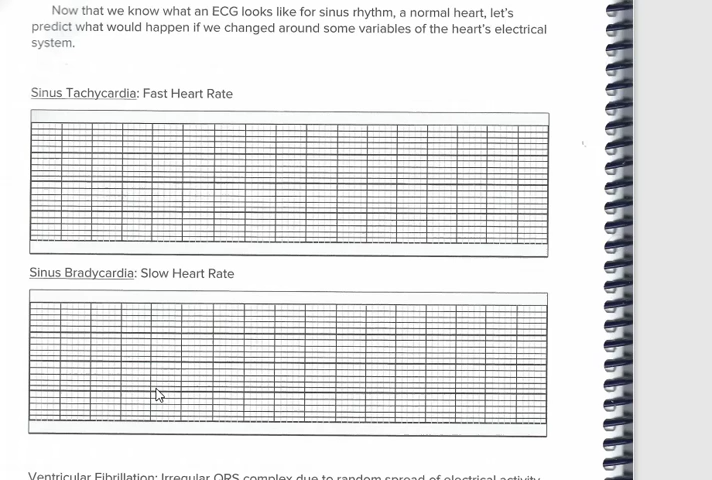 Now that we know what an ECG looks like for sinus rhythm, a normal heart, let's
predict what would happen if we changed around some variables of the heart's electrical
system.
Sinus Tachycardia: Fast Heart Rate
Sinus Bradycardia: Slow Heart Rate
Ventricular Fibrillation: Irregular QRS complex due to random spread of electrical activity